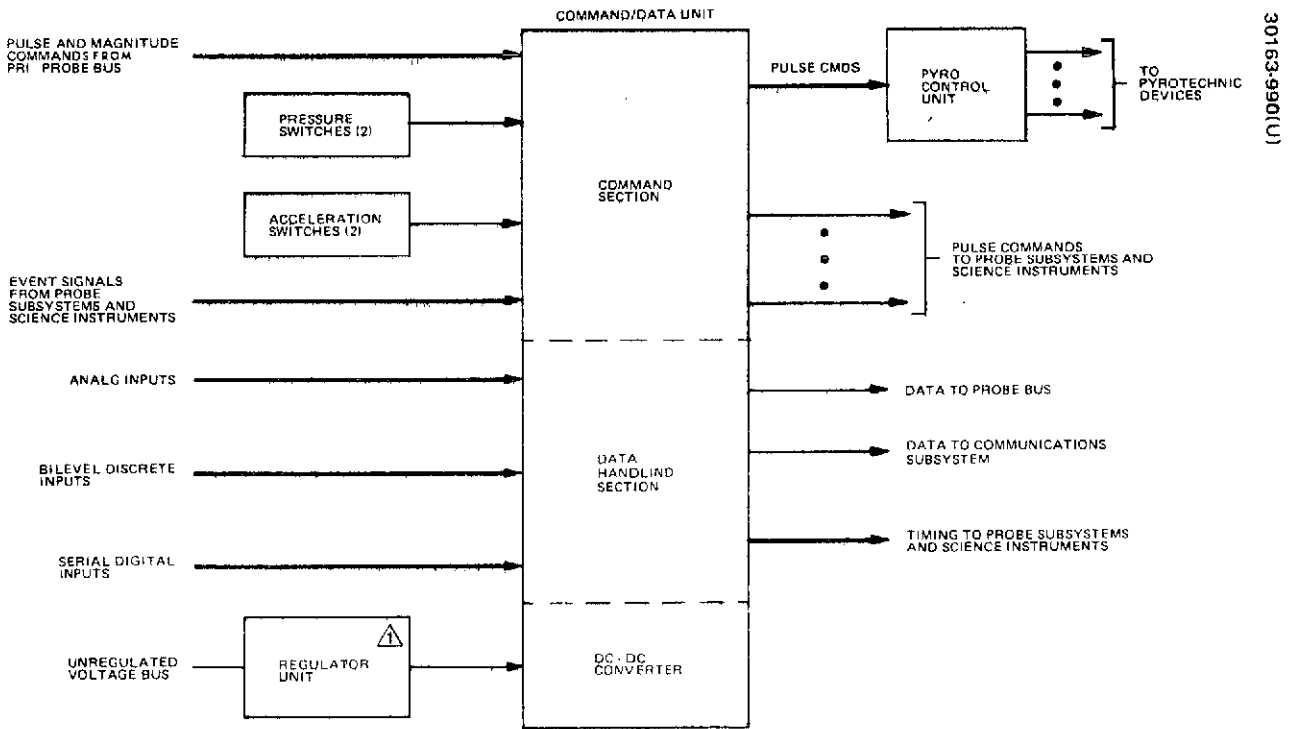 COMMAND/DATA UNIT
PULSE AND MAGNITUDE
COMMANDS FROM
PRI PROBE BUS
PRESSURE
SWITCHES (2)
ACCELERATION
SWITCHES (2)
EVENT SIGNALS
FROM PROBE
SUBSYSTEMS AND
SCIENCE INSTRUMENTS
ANALG INPUTS
BILEVEL DISCRETE
INPUTS
SERIAL DIGITAL
INPUTS
UNREGULATED
VOLTAGE BUS
REGULATOR
UNIT
1
COMMAND
SECTION
DATA
HANDLIND
SECTION
DC - DC
CONVERTER
PULSE CMDS
PYRO
CONTROL
UNIT
TO
PYROTECHNIC
DEVICES
PULSE COMMANDS
TO PROBE SUBSYSTEMS AND
SCIENCE INSTRUMENTS
DATA TO PROBE BUS
DATA TO COMMUNICATIONS
SUBSYSTEM
TIMING TO PROBE SUBSYSTEMS
AND SCIENCE INSTRUMENTS
30163-990(U)